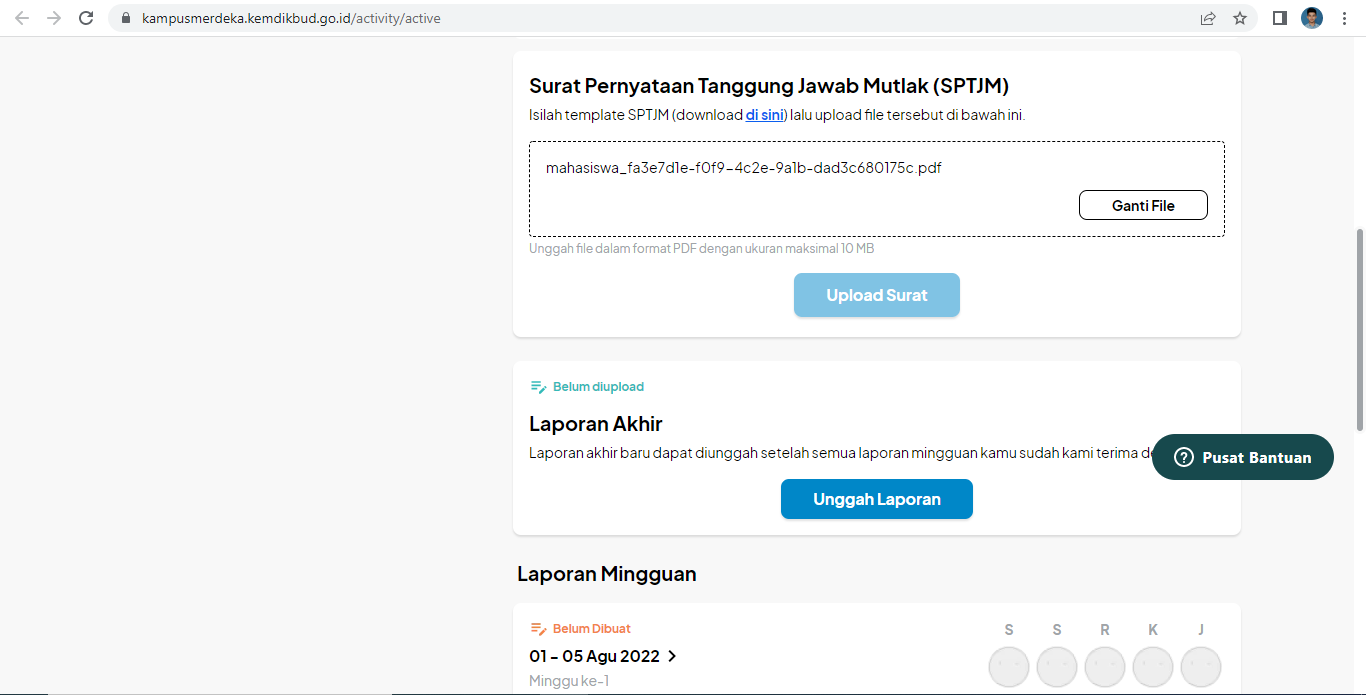 kampusmerdeka.kemdikbud.go.id/activity/active
Surat Pernyataan Tanggung Jawab Mutlak (SPTJM)
Isilah template SPTJM (download di sini) lalu upload file tersebut di bawah ini.
mahasiswa_fa3e7d1e-f0f9-4c2e-9a1b-dad3c680175c.pdf
Ganti File
Unggah file dalam format PDF dengan ukuran maksimal 10 MB
Upload Surat
Belum diupload
Laporan Akhir
Laporan akhir baru dapat diunggah setelah semua laporan mingguan kamu sudah kami terima
Pusat Bantuan
Unggah Laporan
Laporan Mingguan
Belum Dibuat
S S R K J
01 - 05 Agu 2022
Minggu ke-1